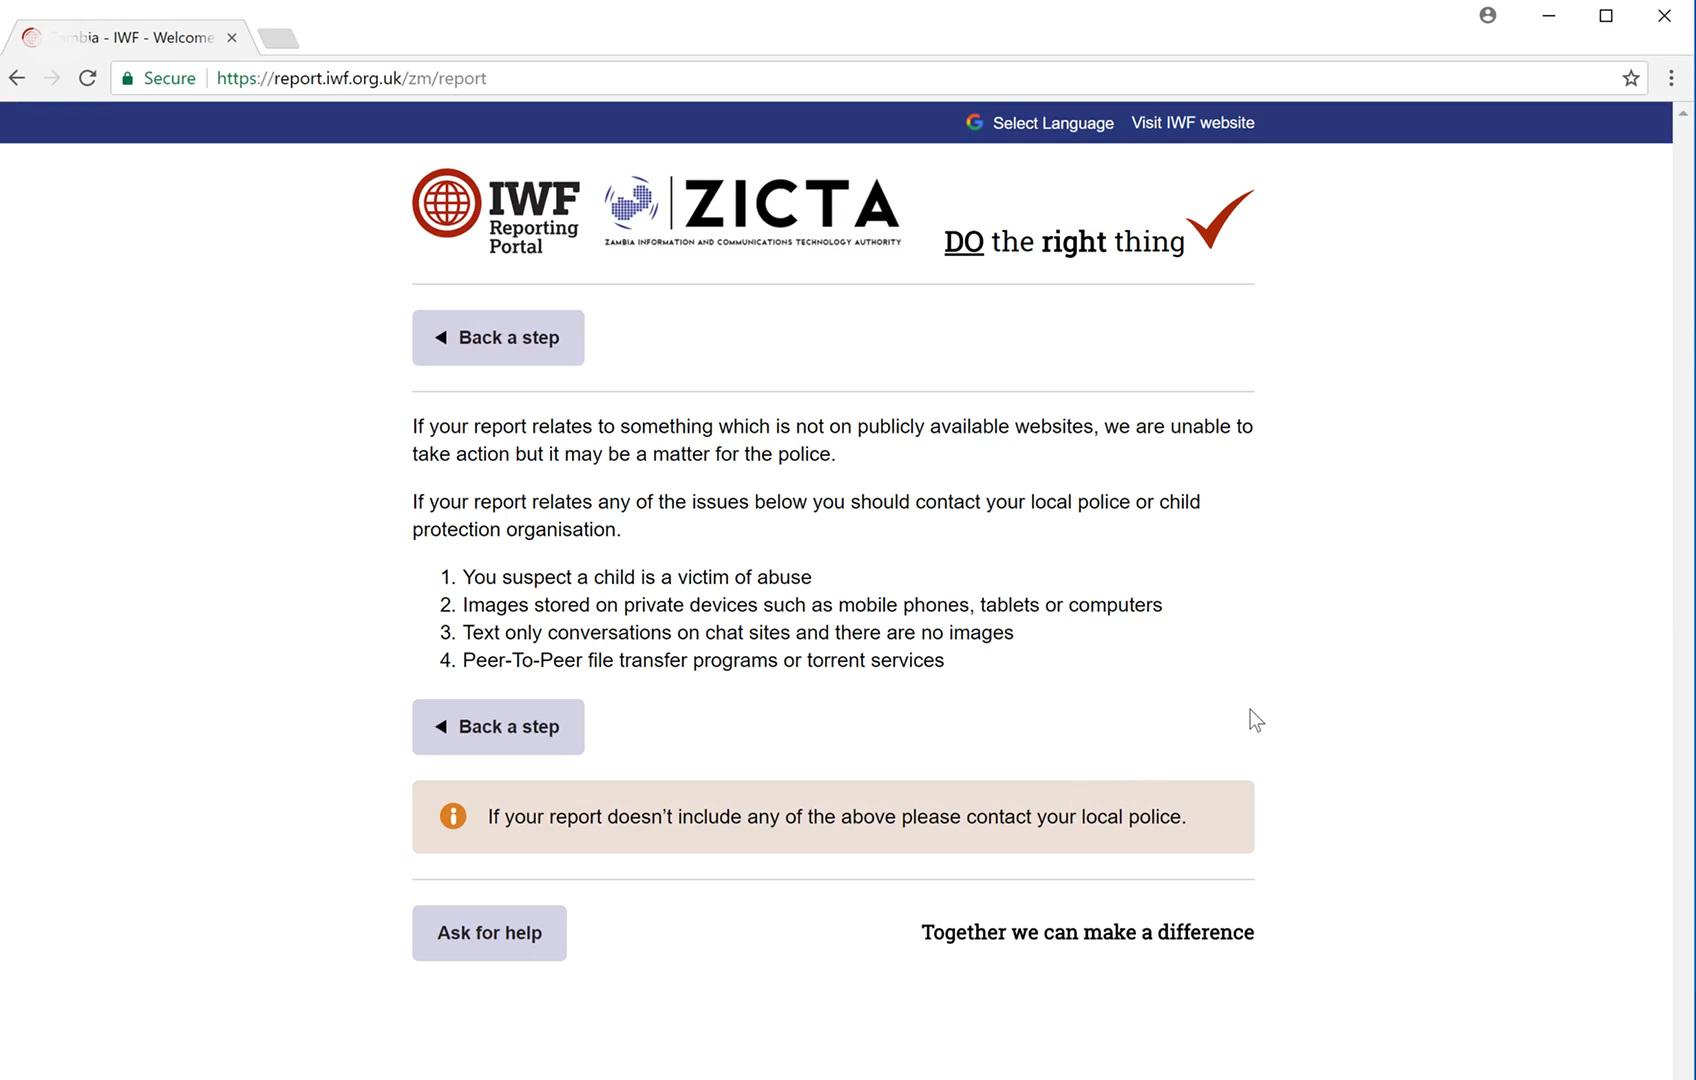 Zambia - IWF - Welcome
Secure
https://report.iwf.org.uk/zm/report
Select Language
Visit IWF website
IWF
Reporting
Portal
ZICTA
ZAMBIA INFORMATION AND COMMUNICATIONS TECHNOLOGY AUTHORITY
DO the right thing
Back a step
If your report relates to something which is not on publicly available websites, we are unable to
take action but it may be a matter for the police.
If your report relates any of the issues below you should contact your local police or child
protection organisation.
1. You suspect a child is a victim of abuse
2. Images stored on private devices such as mobile phones, tablets or computers
3. Text only conversations on chat sites and there are no images
4. Peer-To-Peer file transfer programs or torrent services
Back a step
If your report doesn’t include any of the above please contact your local police.
Ask for help
Together we can make a difference